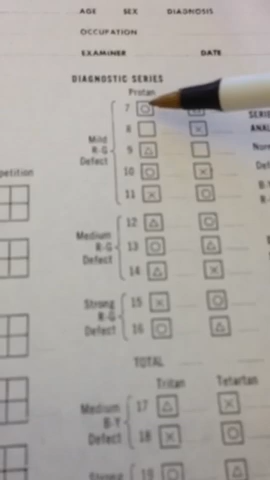 AGE SEX DIAGNOSIS
OCCUPATION
EXAMINER DATE
DIAGNOSTIC SERIES
Protan
7
8
Mild 9
R-G
Defect 10
11
12
Medium
R-G 13
Defect
14
Strong 15
R-G
Defect 16
TOTAL
Tritan Tetartan
Medium 17
B-Y
Defect 18
Strong 19